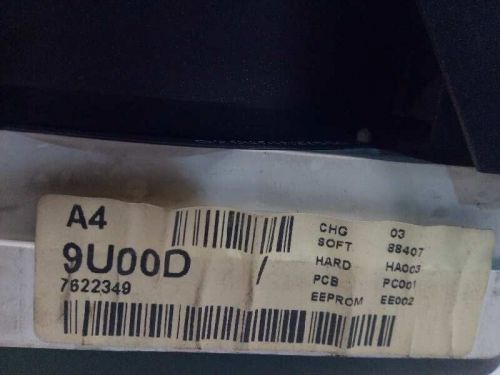 A4
9U00D /
7622349
CHG 03
SOFT 88407
HARD HA003
PCB PC001
EEPROM EE002